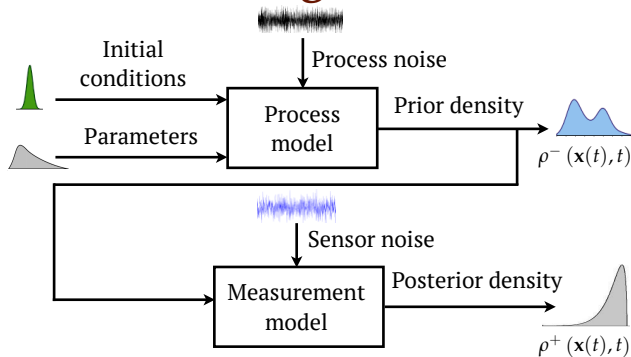 Initial
conditions
Process noise
Process
model
Prior density
Parameters
ρ⁻ (x(t), t)
Sensor noise
Measurement
model
Posterior density
ρ⁺ (x(t), t)